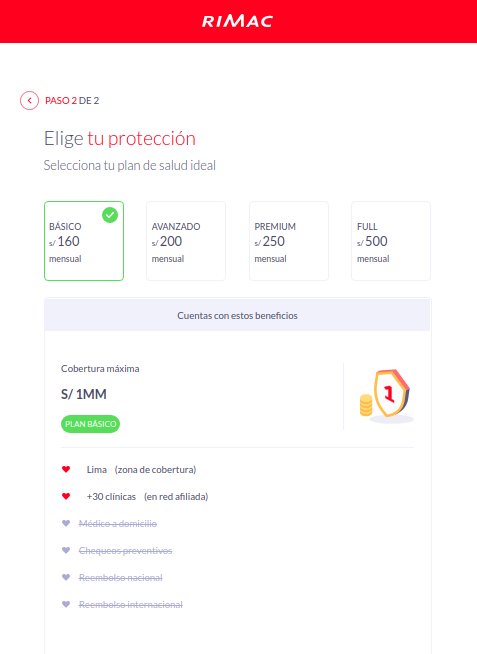 RIMAC
PASO 2 DE 2
Elige tu protección
Selecciona tu plan de salud ideal
BÁSICO
S/ 160
mensual
AVANZADO
S/ 200
mensual
PREMIUM
S/ 250
mensual
FULL
S/ 500
mensual
Cuentas con estos beneficios
Cobertura máxima
S/ 1MM
PLAN BÁSICO
Lima (zona de cobertura)
+30 clínicas (en red afiliada)
Médico a domicilio
Chequeos preventivos
Reembolso nacional
Reembolso internacional